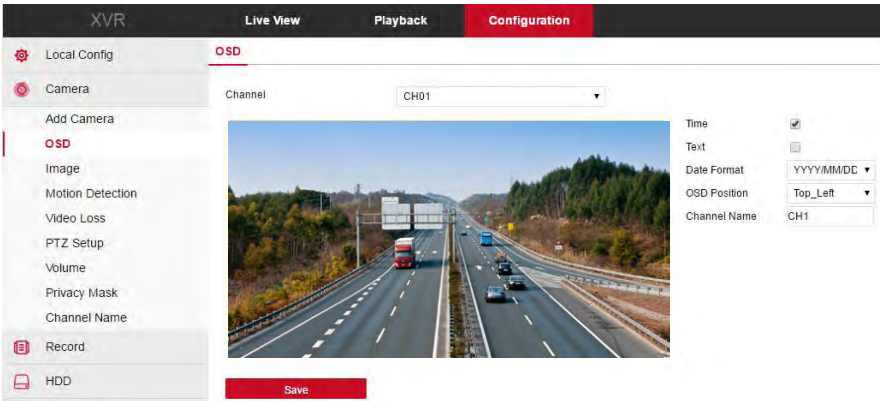 XVR
Live View
Playback
Configuration
Local Config
Camera
Add Camera
OSD
Image
Motion Detection
Video Loss
PTZ Setup
Volume
Privacy Mask
Channel Name
Record
HDD
OSD
Channel CH01
Time
Text
Date Format YYYY/MM/DD
OSD Position Top_Left
Channel Name CH1
Save